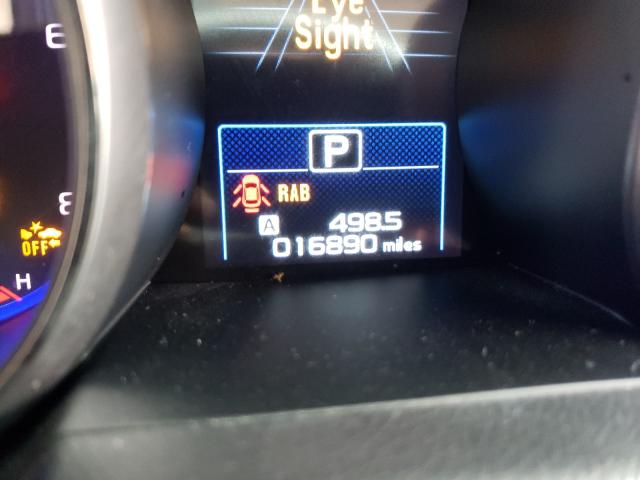 Eye
Sight
P
RAB
A 498.5
016890 miles
OFF
H